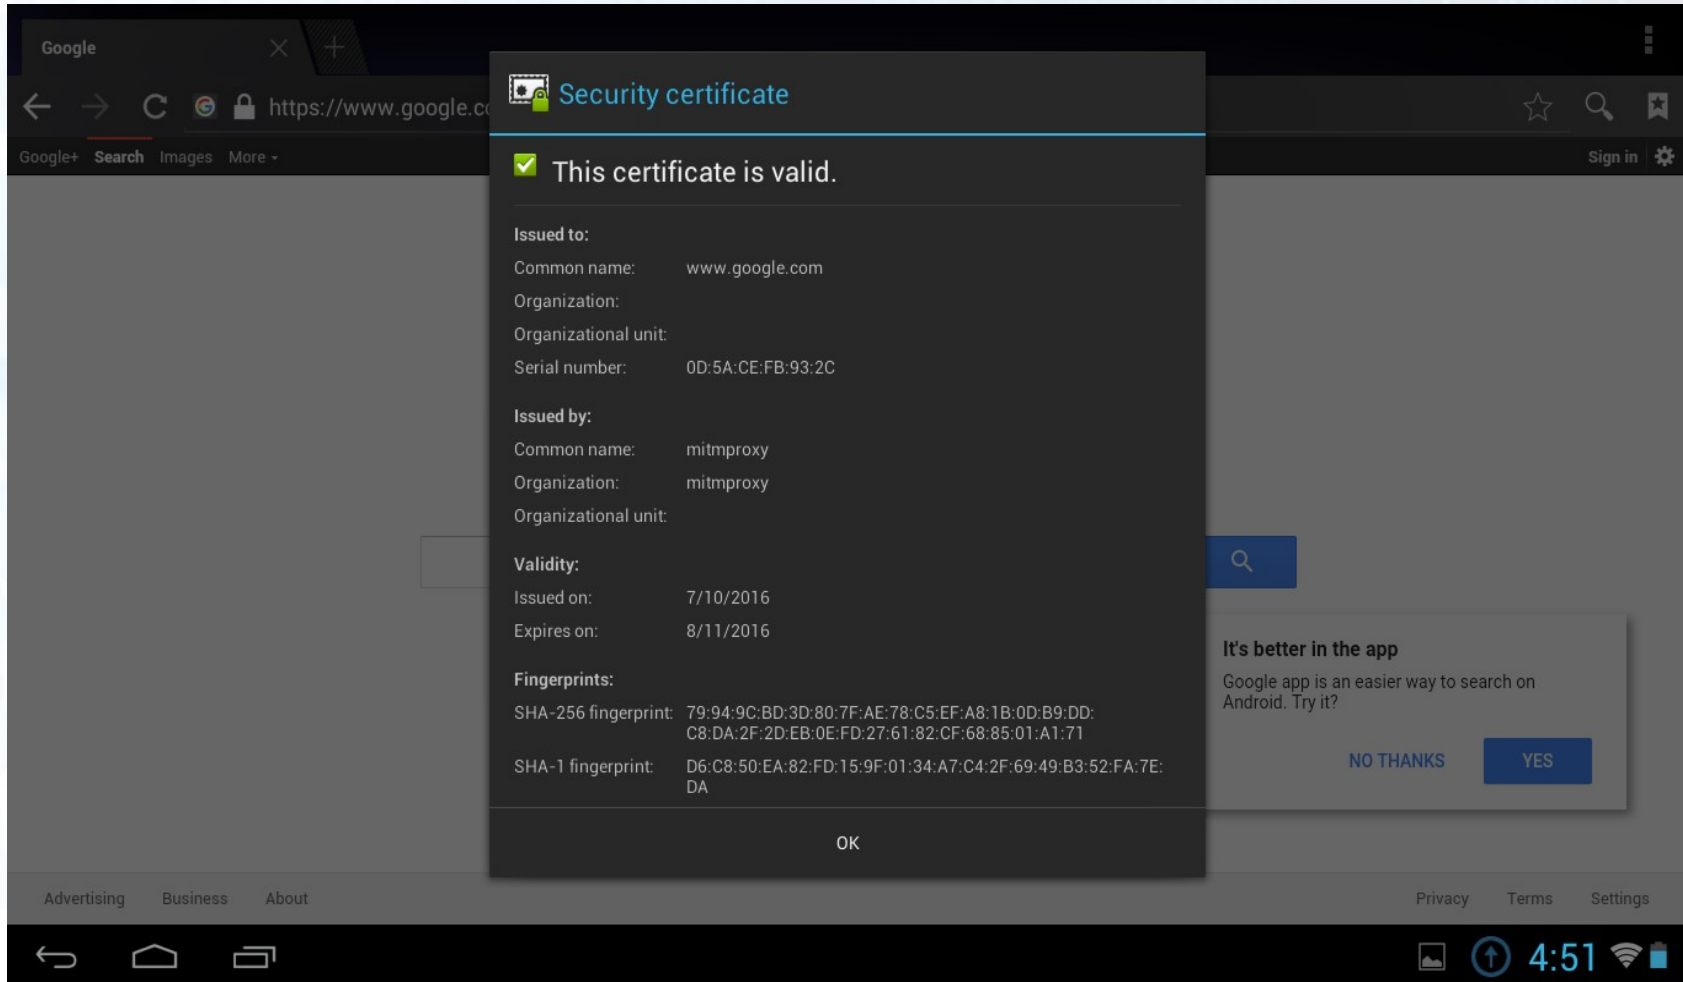 Google
https://www.google.co
Google+ Search Images More
Sign in
Security certificate
This certificate is valid.
Issued to:
Common name: www.google.com
Organization:
Organizational unit:
Serial number: 0D:5A:CE:FB:93:2C
Issued by:
Common name: mitmproxy
Organization: mitmproxy
Organizational unit:
Validity:
Issued on: 7/10/2016
Expires on: 8/11/2016
Fingerprints:
SHA-256 fingerprint: 79:94:9C:BD:3D:80:7F:AE:78:C5:EF:A8:1B:0D:B9:DD:
C8:DA:2F:2D:EB:0E:FD:27:61:82:CF:68:85:01:A1:71
SHA-1 fingerprint: D6:C8:50:EA:82:FD:15:9F:01:34:A7:C4:2F:69:49:B3:52:FA:7E:
DA
OK
It's better in the app
Google app is an easier way to search on
Android. Try it?
NO THANKS YES
Advertising Business About
Privacy Terms Settings
4:51